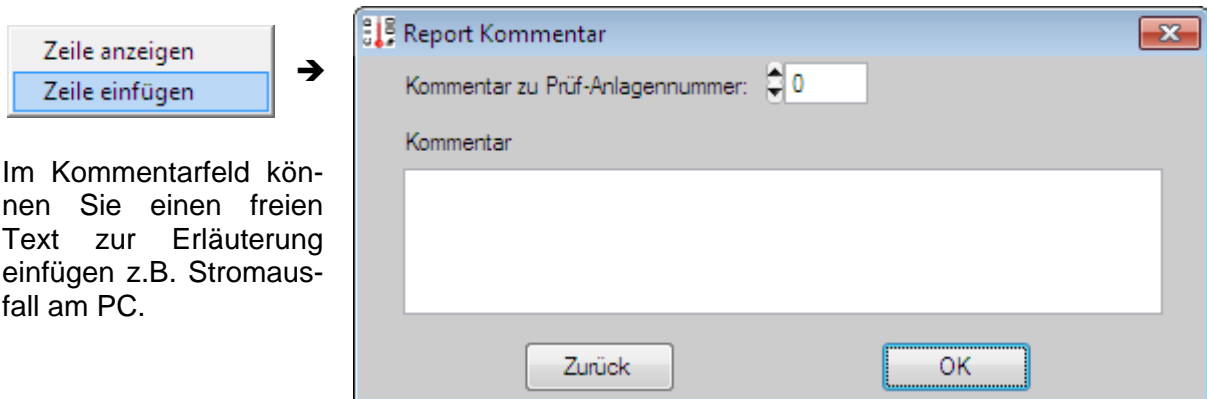 Zeile anzeigen
Zeile einfügen
➔
Im Kommentarfeld kön-
nen Sie einen freien
Text zur Erläuterung
einfügen z.B. Stromaus-
fall am PC.
Report Kommentar
Kommentar zu Prüf-Anlagennummer: 0
Kommentar
Zurück OK